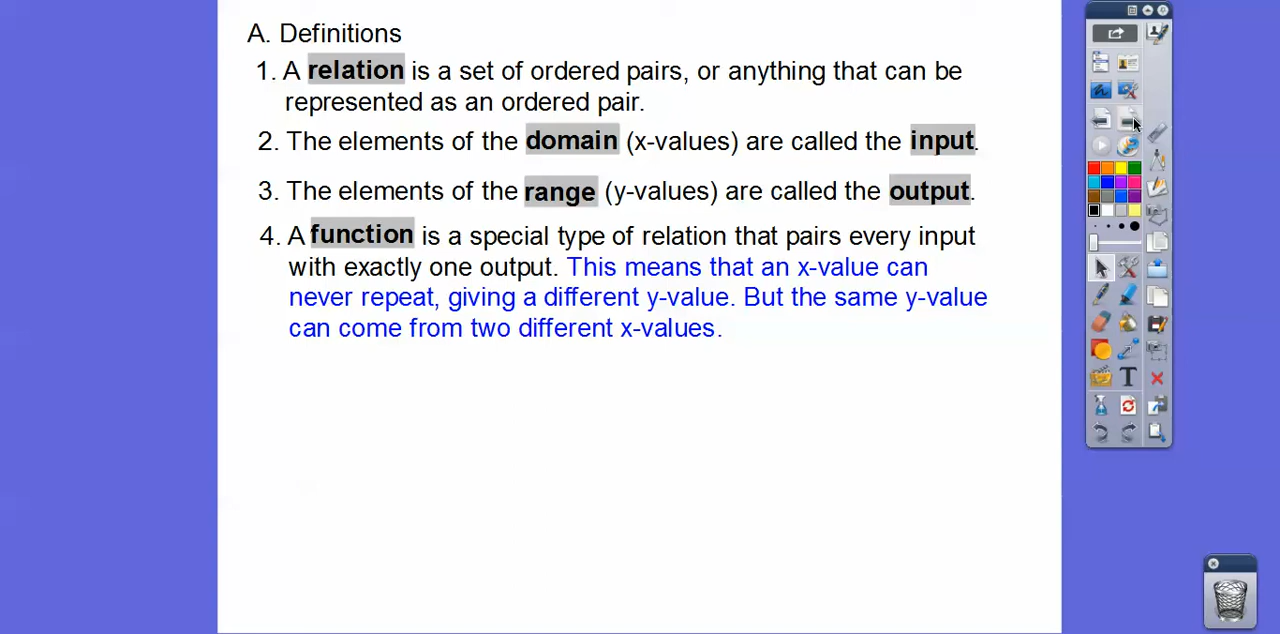 A. Definitions
1. A relation is a set of ordered pairs, or anything that can be
represented as an ordered pair.
2. The elements of the domain (x-values) are called the input.
3. The elements of the range (y-values) are called the output.
4. A function is a special type of relation that pairs every input
with exactly one output. This means that an x-value can
never repeat, giving a different y-value. But the same y-value
can come from two different x-values.
T